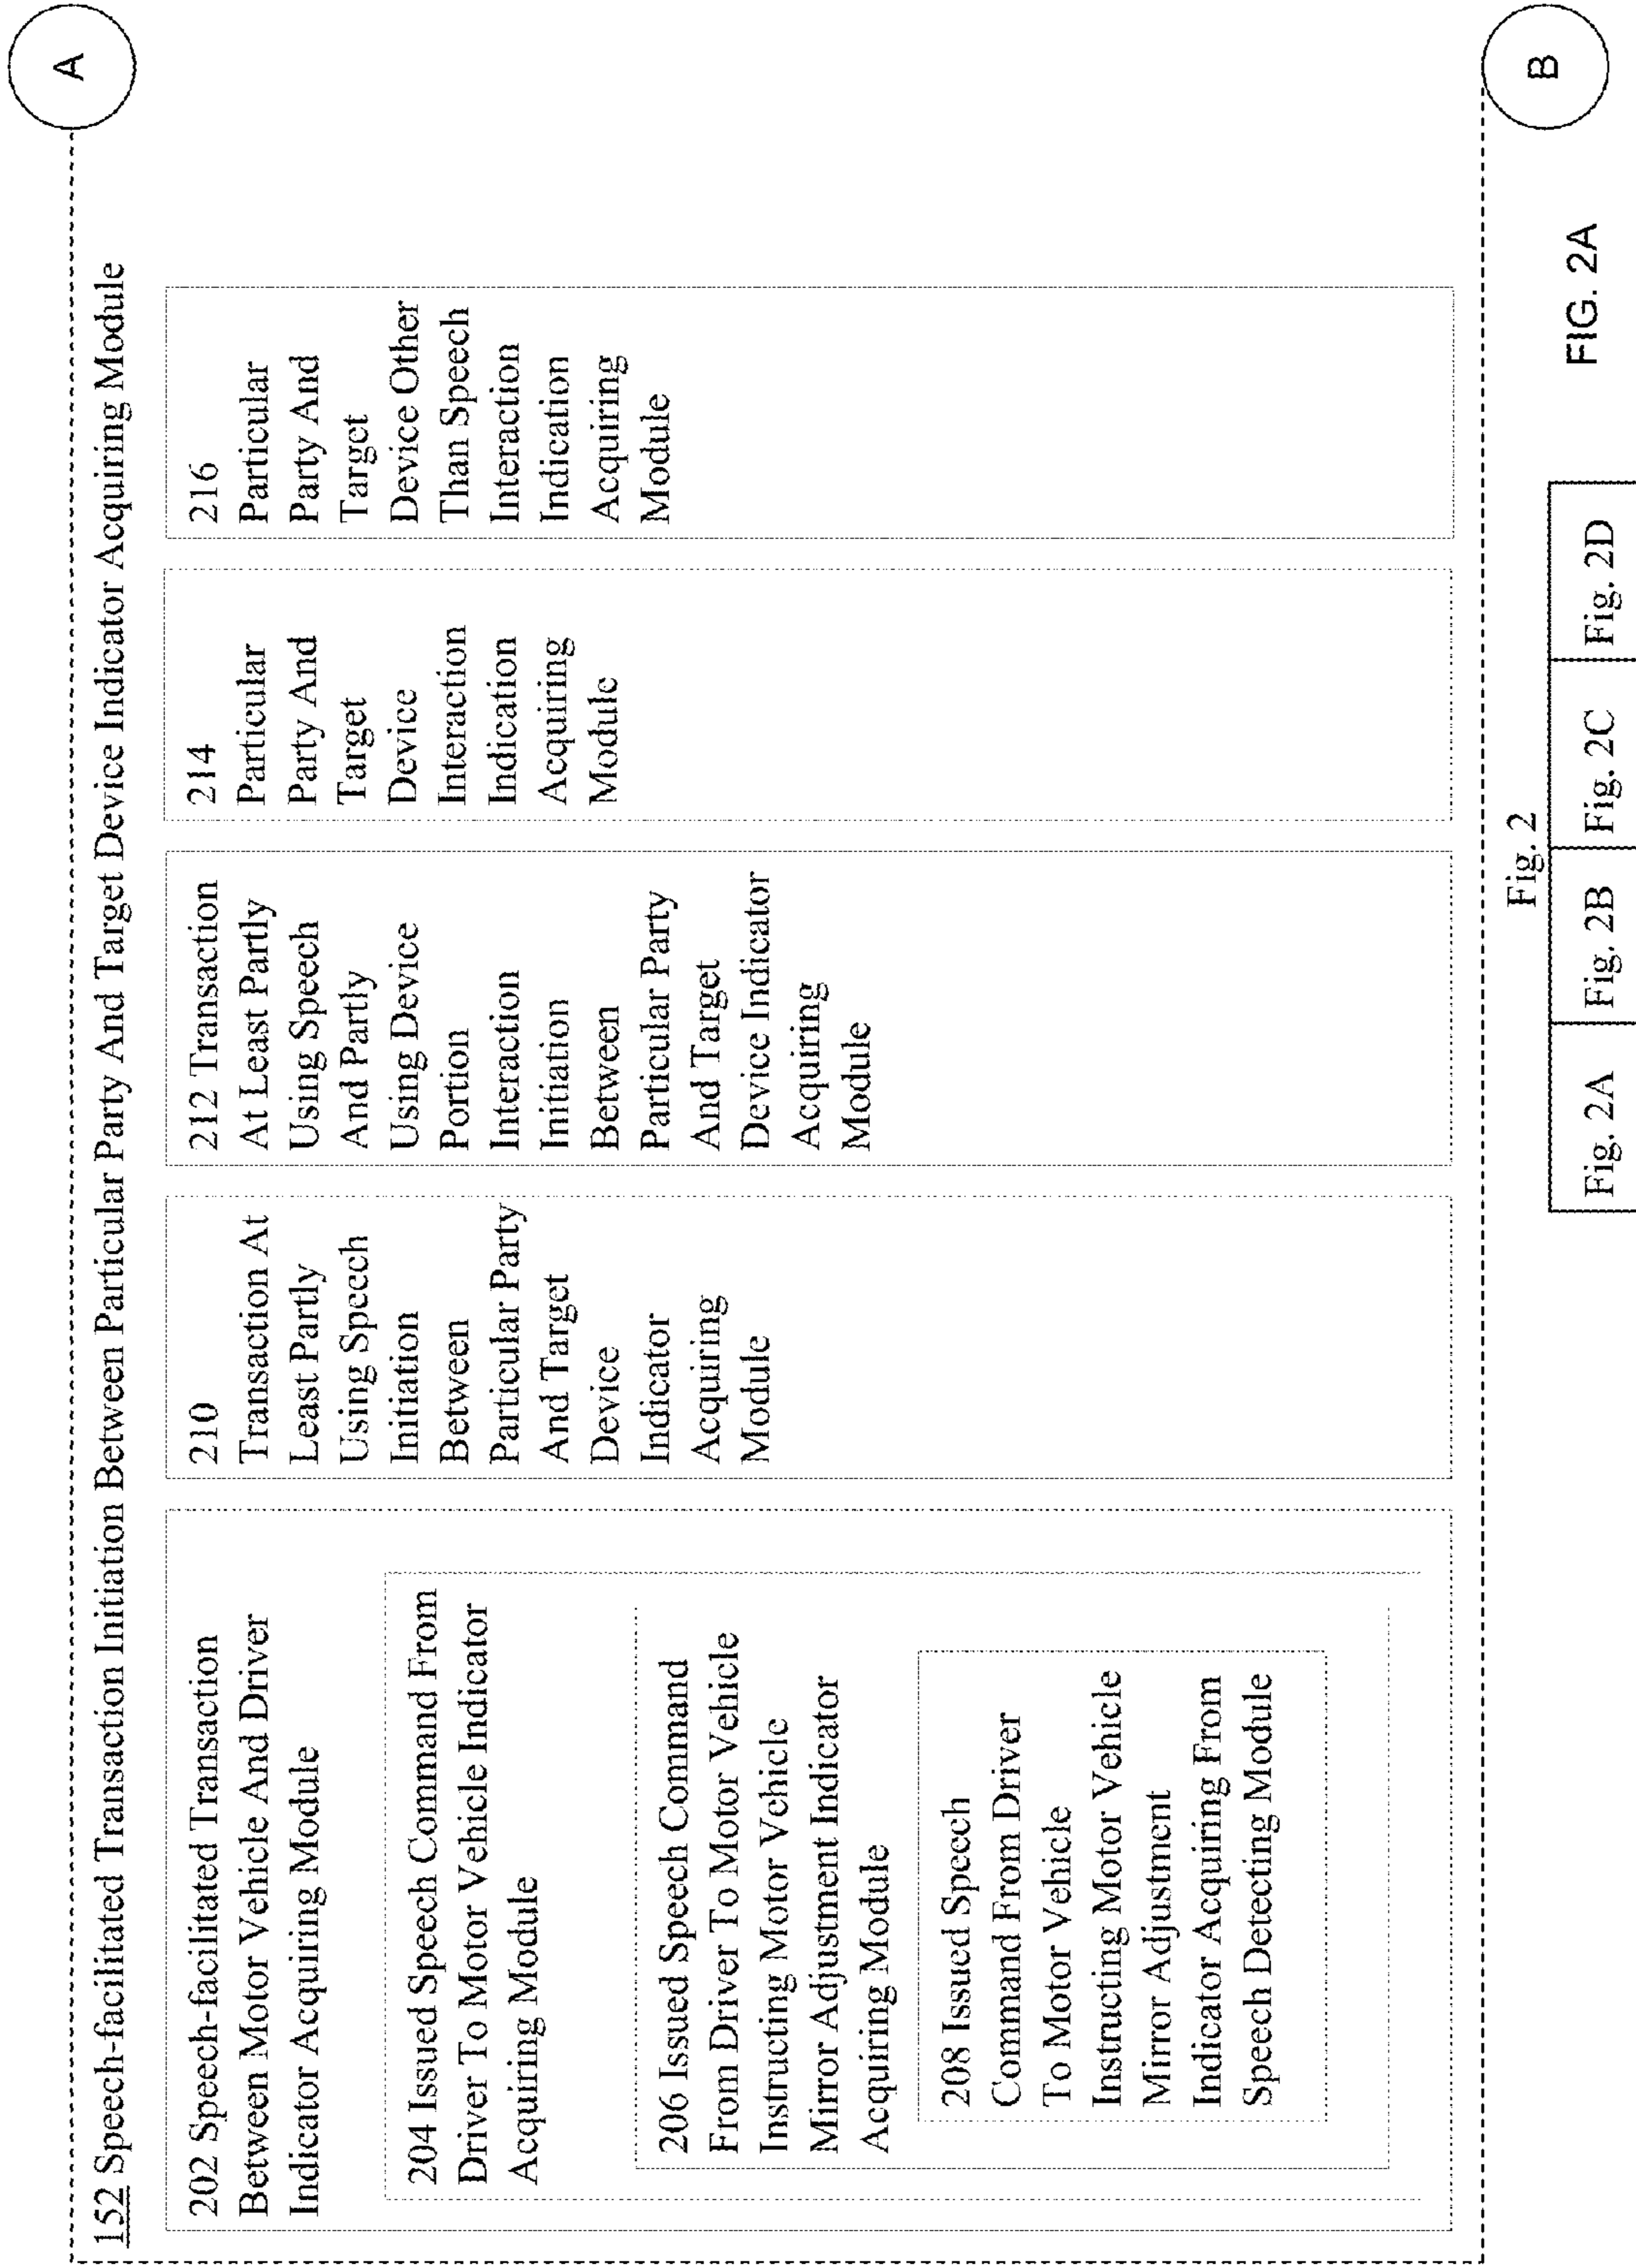 152 Speech-facilitated Transaction Initiation Between Particular Party And Target Device Indicator Acquiring Module
A
202 Speech-facilitated Transaction
Between Motor Vehicle And Driver
Indicator Acquiring Module
204 Issued Speech Command From
Driver To Motor Vehicle Indicator
Acquiring Module
206 Issued Speech Command
From Driver To Motor Vehicle
Instructing Motor Vehicle
Mirror Adjustment Indicator
Acquiring Module
208 Issued Speech
Command From Driver
To Motor Vehicle
Instructing Motor Vehicle
Mirror Adjustment
Indicator Acquiring From
Speech Detecting Module
210
Transaction At
Least Partly
Using Speech
Initiation
Between
Particular Party
And Target
Device
Indicator
Acquiring
Module
212 Transaction
At Least Partly
Using Speech
And Partly
Using Device
Portion
Interaction
Initiation
Between
Particular Party
And Target
Device Indicator
Acquiring
Module
214
Particular
Party And
Target
Device
Interaction
Indication
Acquiring
Module
216
Particular
Party And
Target
Device Other
Than Speech
Interaction
Indication
Acquiring
Module
B
Fig. 2
Fig. 2A
Fig. 2B
Fig. 2C
Fig. 2D
FIG. 2A